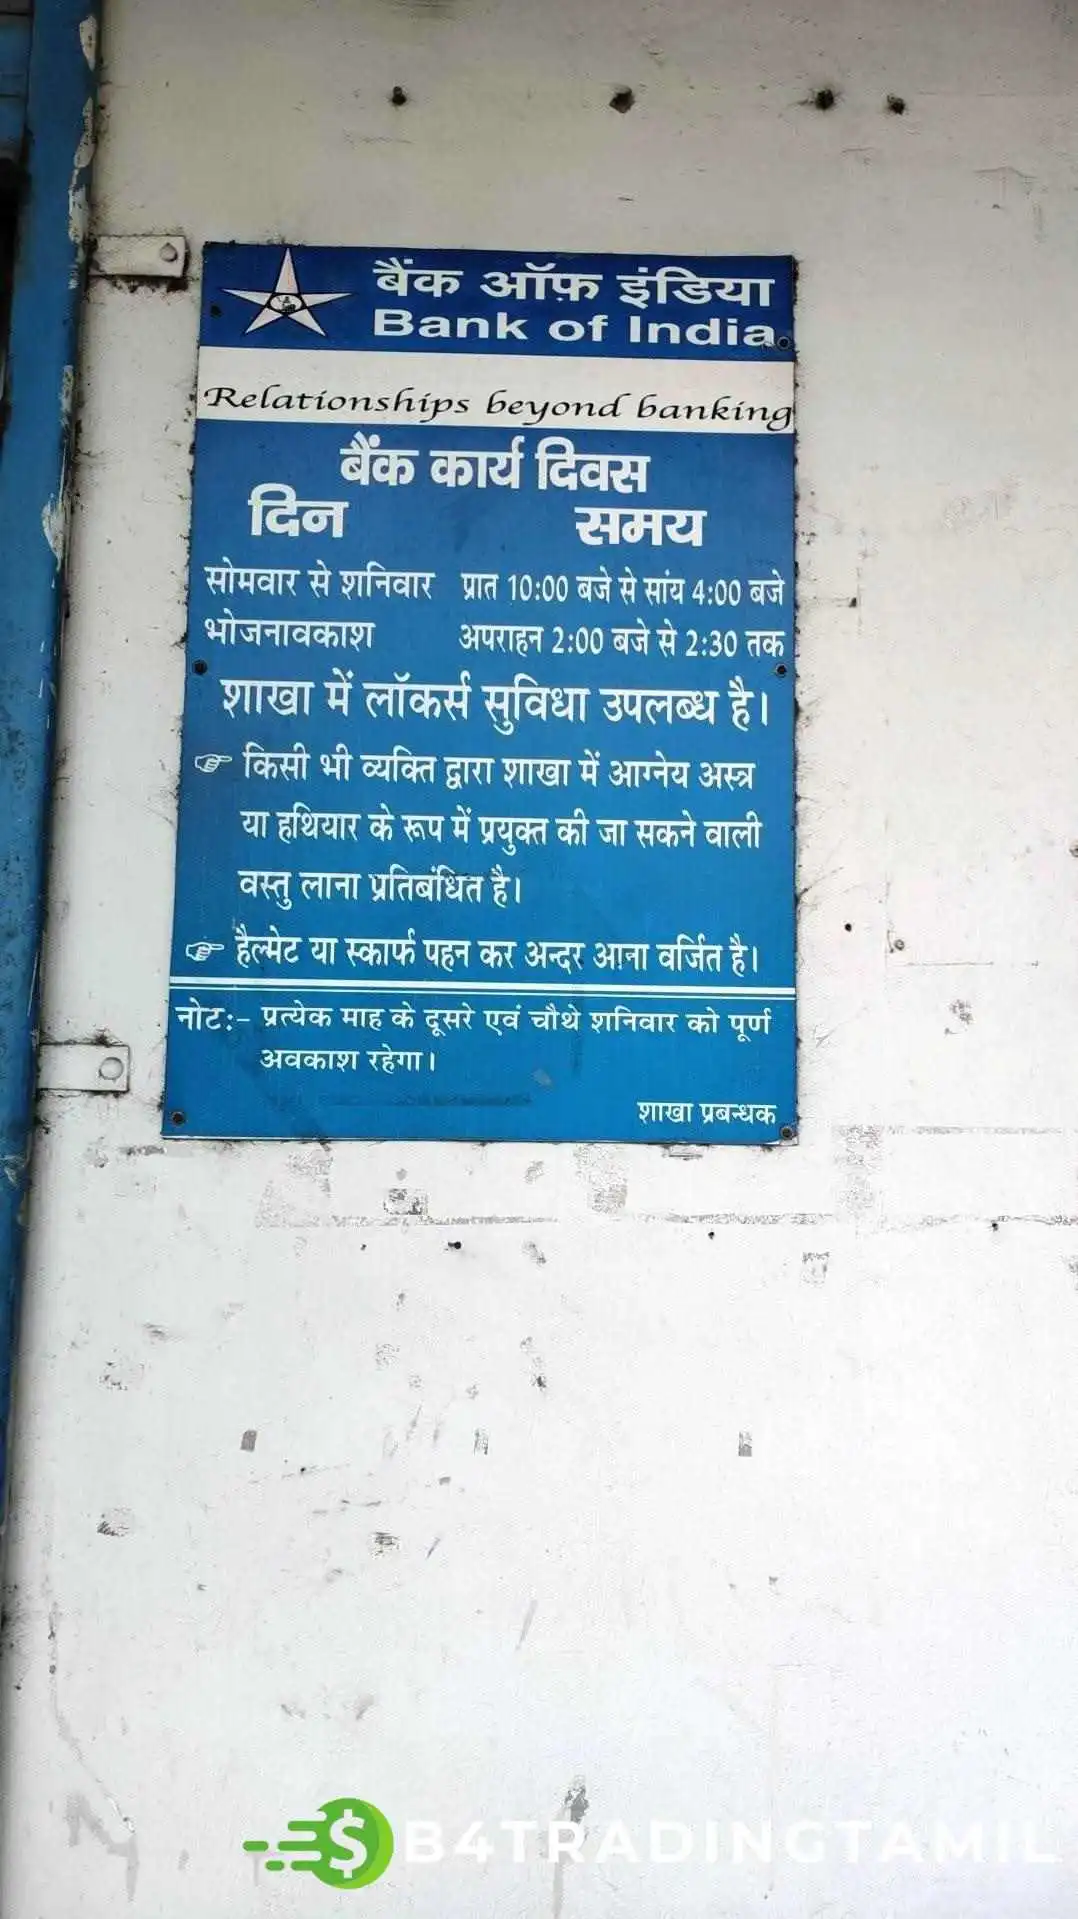 बैंक ऑफ़ इंडिया
Bank of India
Relationships beyond banking
बैंक कार्य दिवस
दिन समय
सोमवार से शनिवार प्रात 10:00 बजे से सांय 4:00 बजे
भोजनावकाश अपराहन 2:00 बजे से 2:30 तक
शाखा में लॉकर्स सुविधा उपलब्ध है।
किसी भी व्यक्ति द्वारा शाखा में आग्नेय अस्त्र
या हथियार के रूप में प्रयुक्त की जा सकने वाली
वस्तु लाना प्रतिबंधित है।
हैल्मेट या स्कार्फ पहन कर अन्दर आना वर्जित है।
नोट:- प्रत्येक माह के दूसरे एवं चौथे शनिवार को पूर्ण
अवकाश रहेगा।
शाखा प्रबन्धक
$ B4TRADINGTAMIL